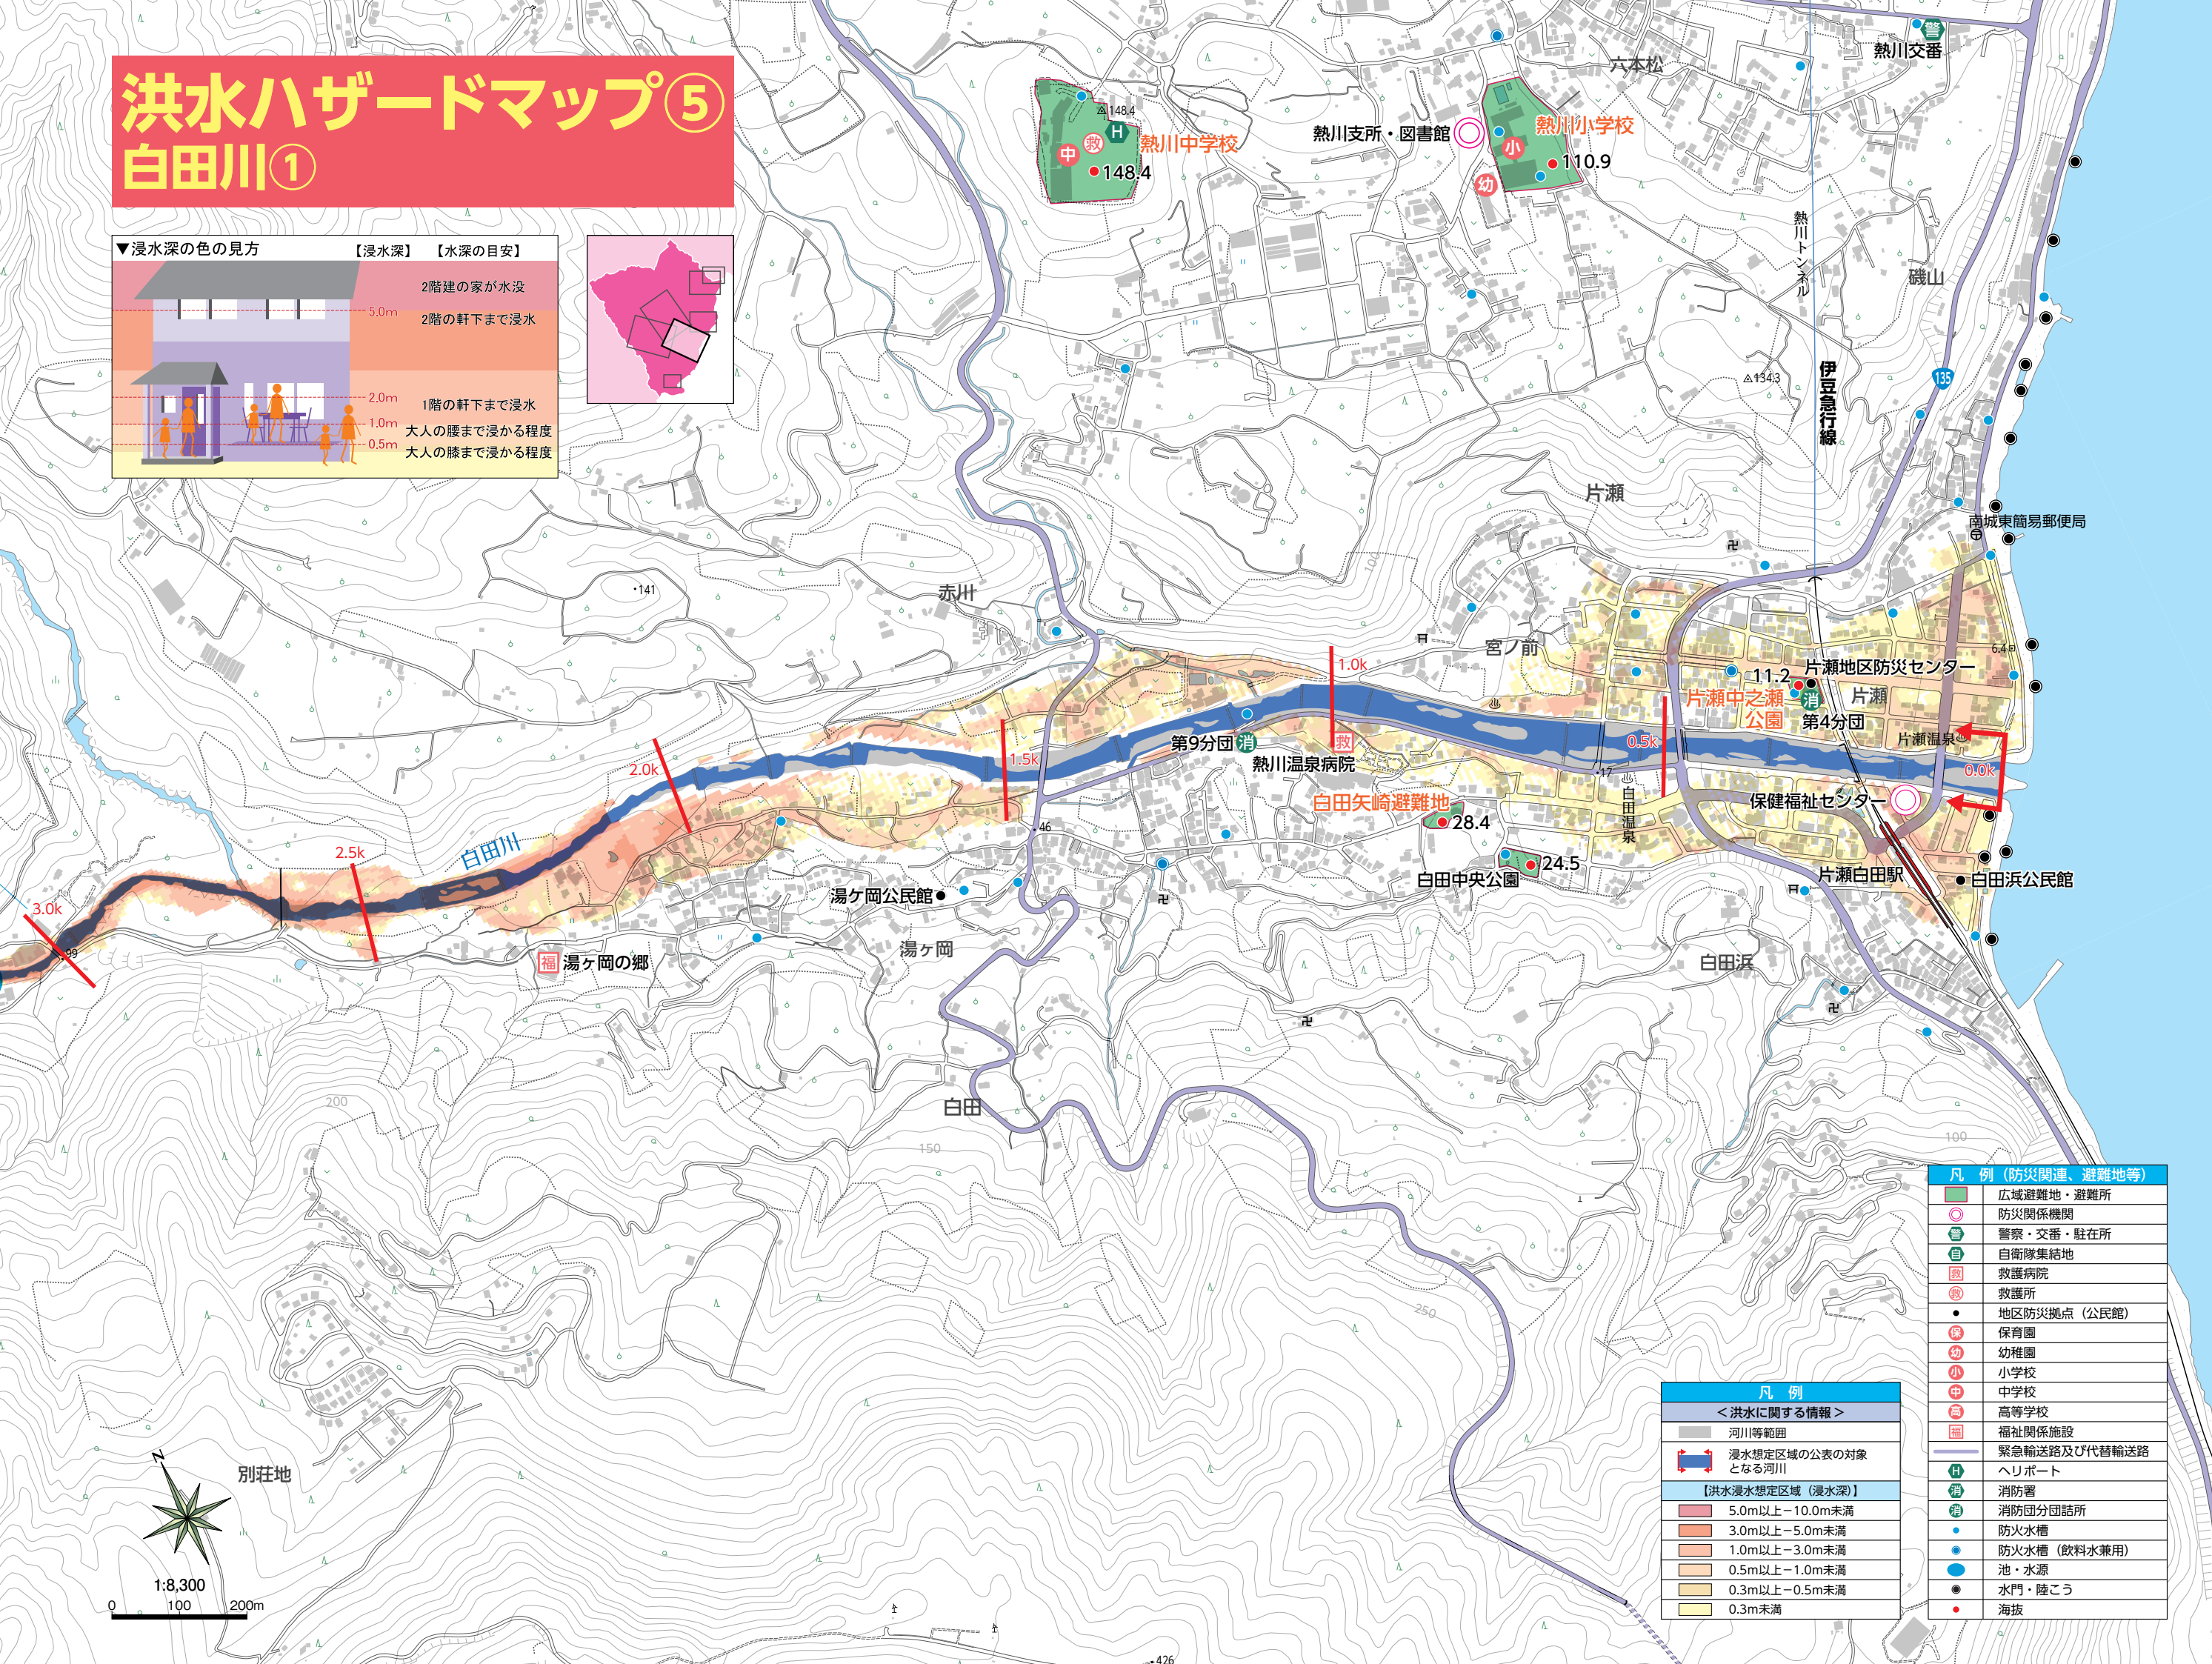 洪水ハザードマップ⑤
白田川①
▼浸水深の色の見方
【浸水深】 【水深の目安】
2階建の家が水没
5.0m
2階の軒下まで浸水
2.0m
1階の軒下まで浸水
1.0m
大人の腰まで浸かる程度
0.5m
大人の膝まで浸かる程度
148.4
救
H
中
熱川中学校
148.4
熱川支所・図書館
熱川小学校
小
110.9
幼
六本松
警
熱川交番
熱川トンネル
磯山
134.3
伊豆急行線
135
片瀬
南城東簡易郵便局
100
141
赤川
宮ノ前
6.4
片瀬地区防災センター
11.2
片瀬中之瀬
公園
消
片瀬
第4分団
片瀬温泉
0.0k
0.5k
1.0k
1.5k
2.0k
2.5k
3.0k
99
白田川
第9分団
消
救
熱川温泉病院
17
白田温泉
保健福祉センター
白田矢崎避難地
28.4
24.5
白田中央公園
片瀬白田駅
白田浜公民館
46
湯ケ岡公民館
湯ヶ岡
福
湯ヶ岡の郷
白田浜
白田
200
150
100
250
別荘地
N
1:8,300
0 100 200m
426
凡 例
＜洪水に関する情報＞
河川等範囲
浸水想定区域の公表の対象
となる河川
【洪水浸水想定区域（浸水深）】
5.0m以上－10.0m未満
3.0m以上－5.0m未満
1.0m以上－3.0m未満
0.5m以上－1.0m未満
0.3m以上－0.5m未満
0.3m未満
凡 例（防災関連、避難地等）
広域避難地・避難所
防災関係機関
警 警察・交番・駐在所
自 自衛隊集結地
救 救護病院
救 救護所
地区防災拠点（公民館）
保 保育園
幼 幼稚園
小 小学校
中 中学校
高 高等学校
福 福祉関係施設
緊急輸送路及び代替輸送路
H ヘリポート
消 消防署
消 消防団分団詰所
防火水槽
防火水槽（飲料水兼用）
池・水源
水門・陸こう
海抜